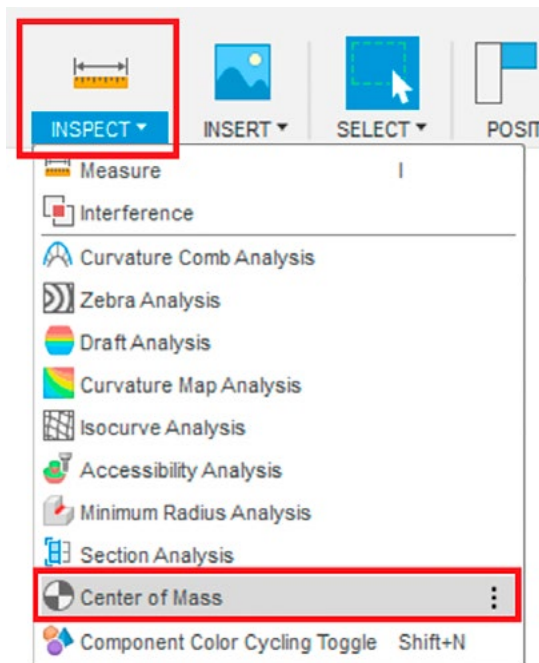 INSPECT INSERT SELECT POSIT
Measure I
Interference
Curvature Comb Analysis
Zebra Analysis
Draft Analysis
Curvature Map Analysis
Isocurve Analysis
Accessibility Analysis
Minimum Radius Analysis
Section Analysis
Center of Mass
Component Color Cycling Toggle Shift+N